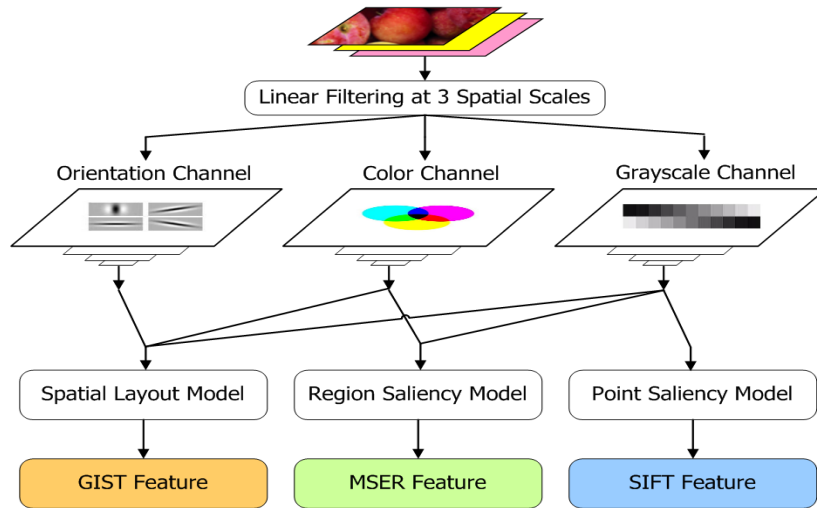 Linear Filtering at 3 Spatial Scales
Orientation Channel
Color Channel
Grayscale Channel
Spatial Layout Model
Region Saliency Model
Point Saliency Model
GIST Feature
MSER Feature
SIFT Feature